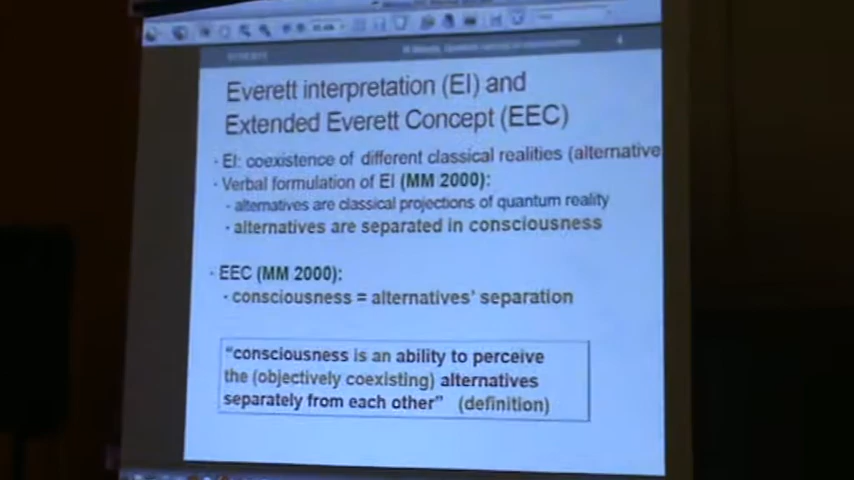 4
Everett interpretation (EI) and
Extended Everett Concept (EEC)
· EI: coexistence of different classical realities (alternative
· Verbal formulation of EI (MM 2000):
- alternatives are classical projections of quantum reality
· alternatives are separated in consciousness
· EEC (MM 2000):
· consciousness = alternatives' separation
"consciousness is an ability to perceive
the (objectively coexisting) alternatives
separately from each other" (definition)